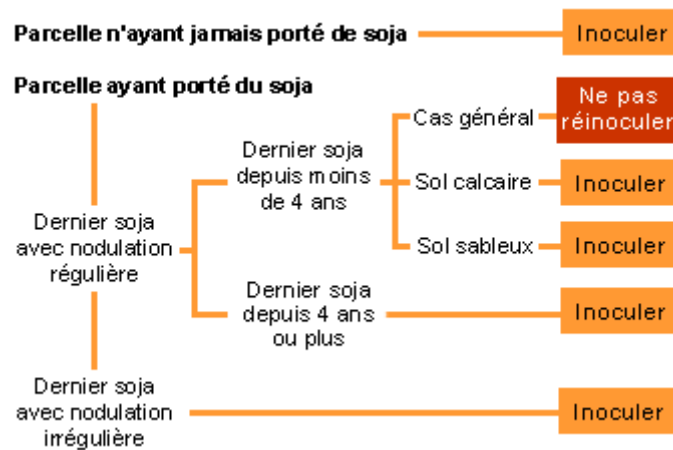 Parcelle n'ayant jamais porté de soja
Inoculer
Parcelle ayant porté du soja
Dernier soja
avec nodulation
régulière
Dernier soja
depuis moins
de 4 ans
Cas général
Ne pas
réinoculer
Sol calcaire
Inoculer
Sol sableux
Inoculer
Dernier soja
depuis 4 ans
ou plus
Inoculer
Dernier soja
avec nodulation
irrégulière
Inoculer